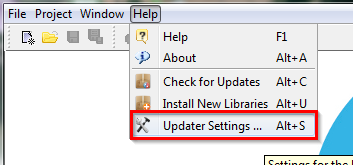 File Project Window Help
Help F1
About Alt+A
Check for Updates Alt+C
Install New Libraries Alt+U
Updater Settings ... Alt+S
Settings for the